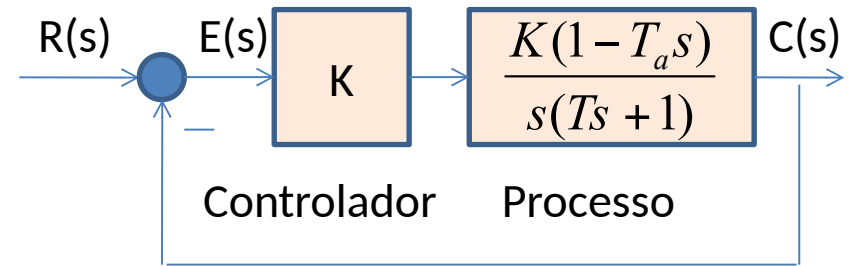 R(s) E(s) K K(1 − Tₐs) C(s)
s(Ts + 1)
−
Controlador Processo